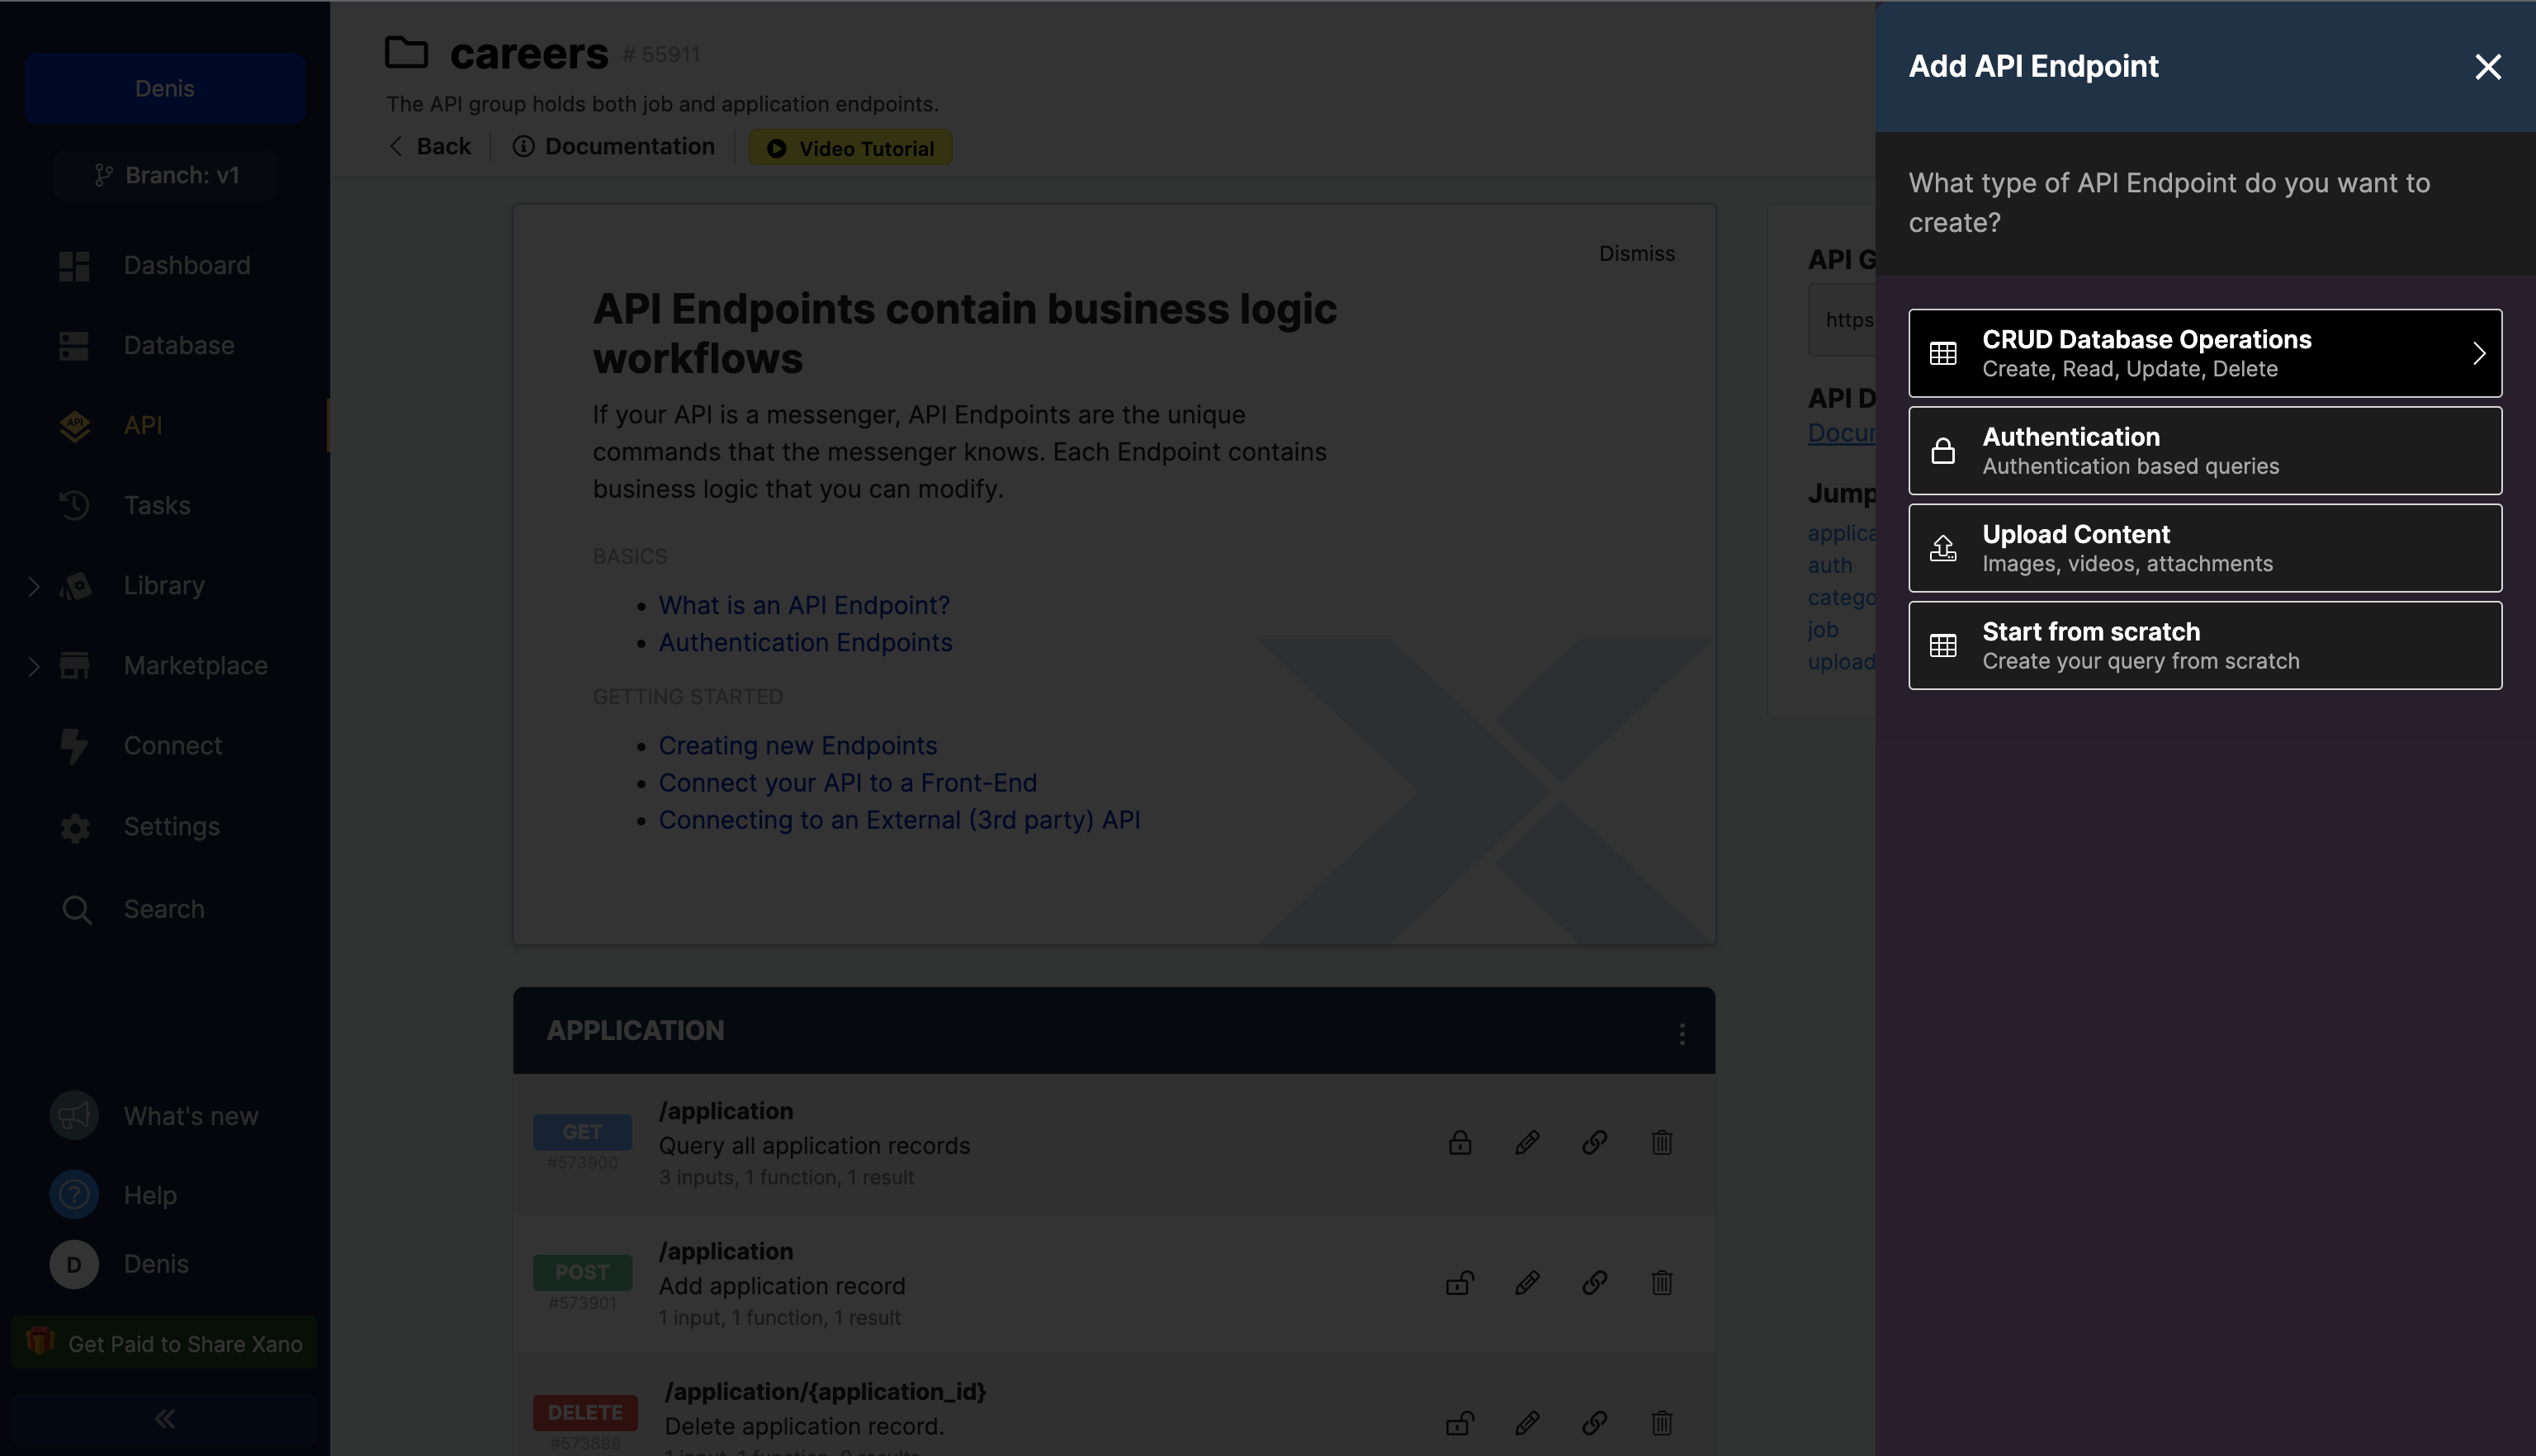 Denis
Branch: v1
Dashboard
Database
API
API
Tasks
Library
Marketplace
Connect
Settings
Search
What's new
Help
D
Denis
Get Paid to Share Xano
careers # 55911
The API group holds both job and application endpoints.
Back
Documentation
Video Tutorial
Dismiss
API Endpoints contain business logic
workflows
If your API is a messenger, API Endpoints are the unique
commands that the messenger knows. Each Endpoint contains
business logic that you can modify.
BASICS
What is an API Endpoint?
Authentication Endpoints
GETTING STARTED
Creating new Endpoints
Connect your API to a Front-End
Connecting to an External (3rd party) API
APPLICATION
GET
#573900
/application
Query all application records
3 inputs, 1 function, 1 result
POST
#573901
/application
Add application record
1 input, 1 function, 1 result
DELETE
#573898
/application/{application_id}
Delete application record.
1 input, 1 function, 0 results
API G
https
API D
Docur
Jump
applica
auth
catego
job
upload
Add API Endpoint
What type of API Endpoint do you want to
create?
CRUD Database Operations
Create, Read, Update, Delete
Authentication
Authentication based queries
Upload Content
Images, videos, attachments
Start from scratch
Create your query from scratch